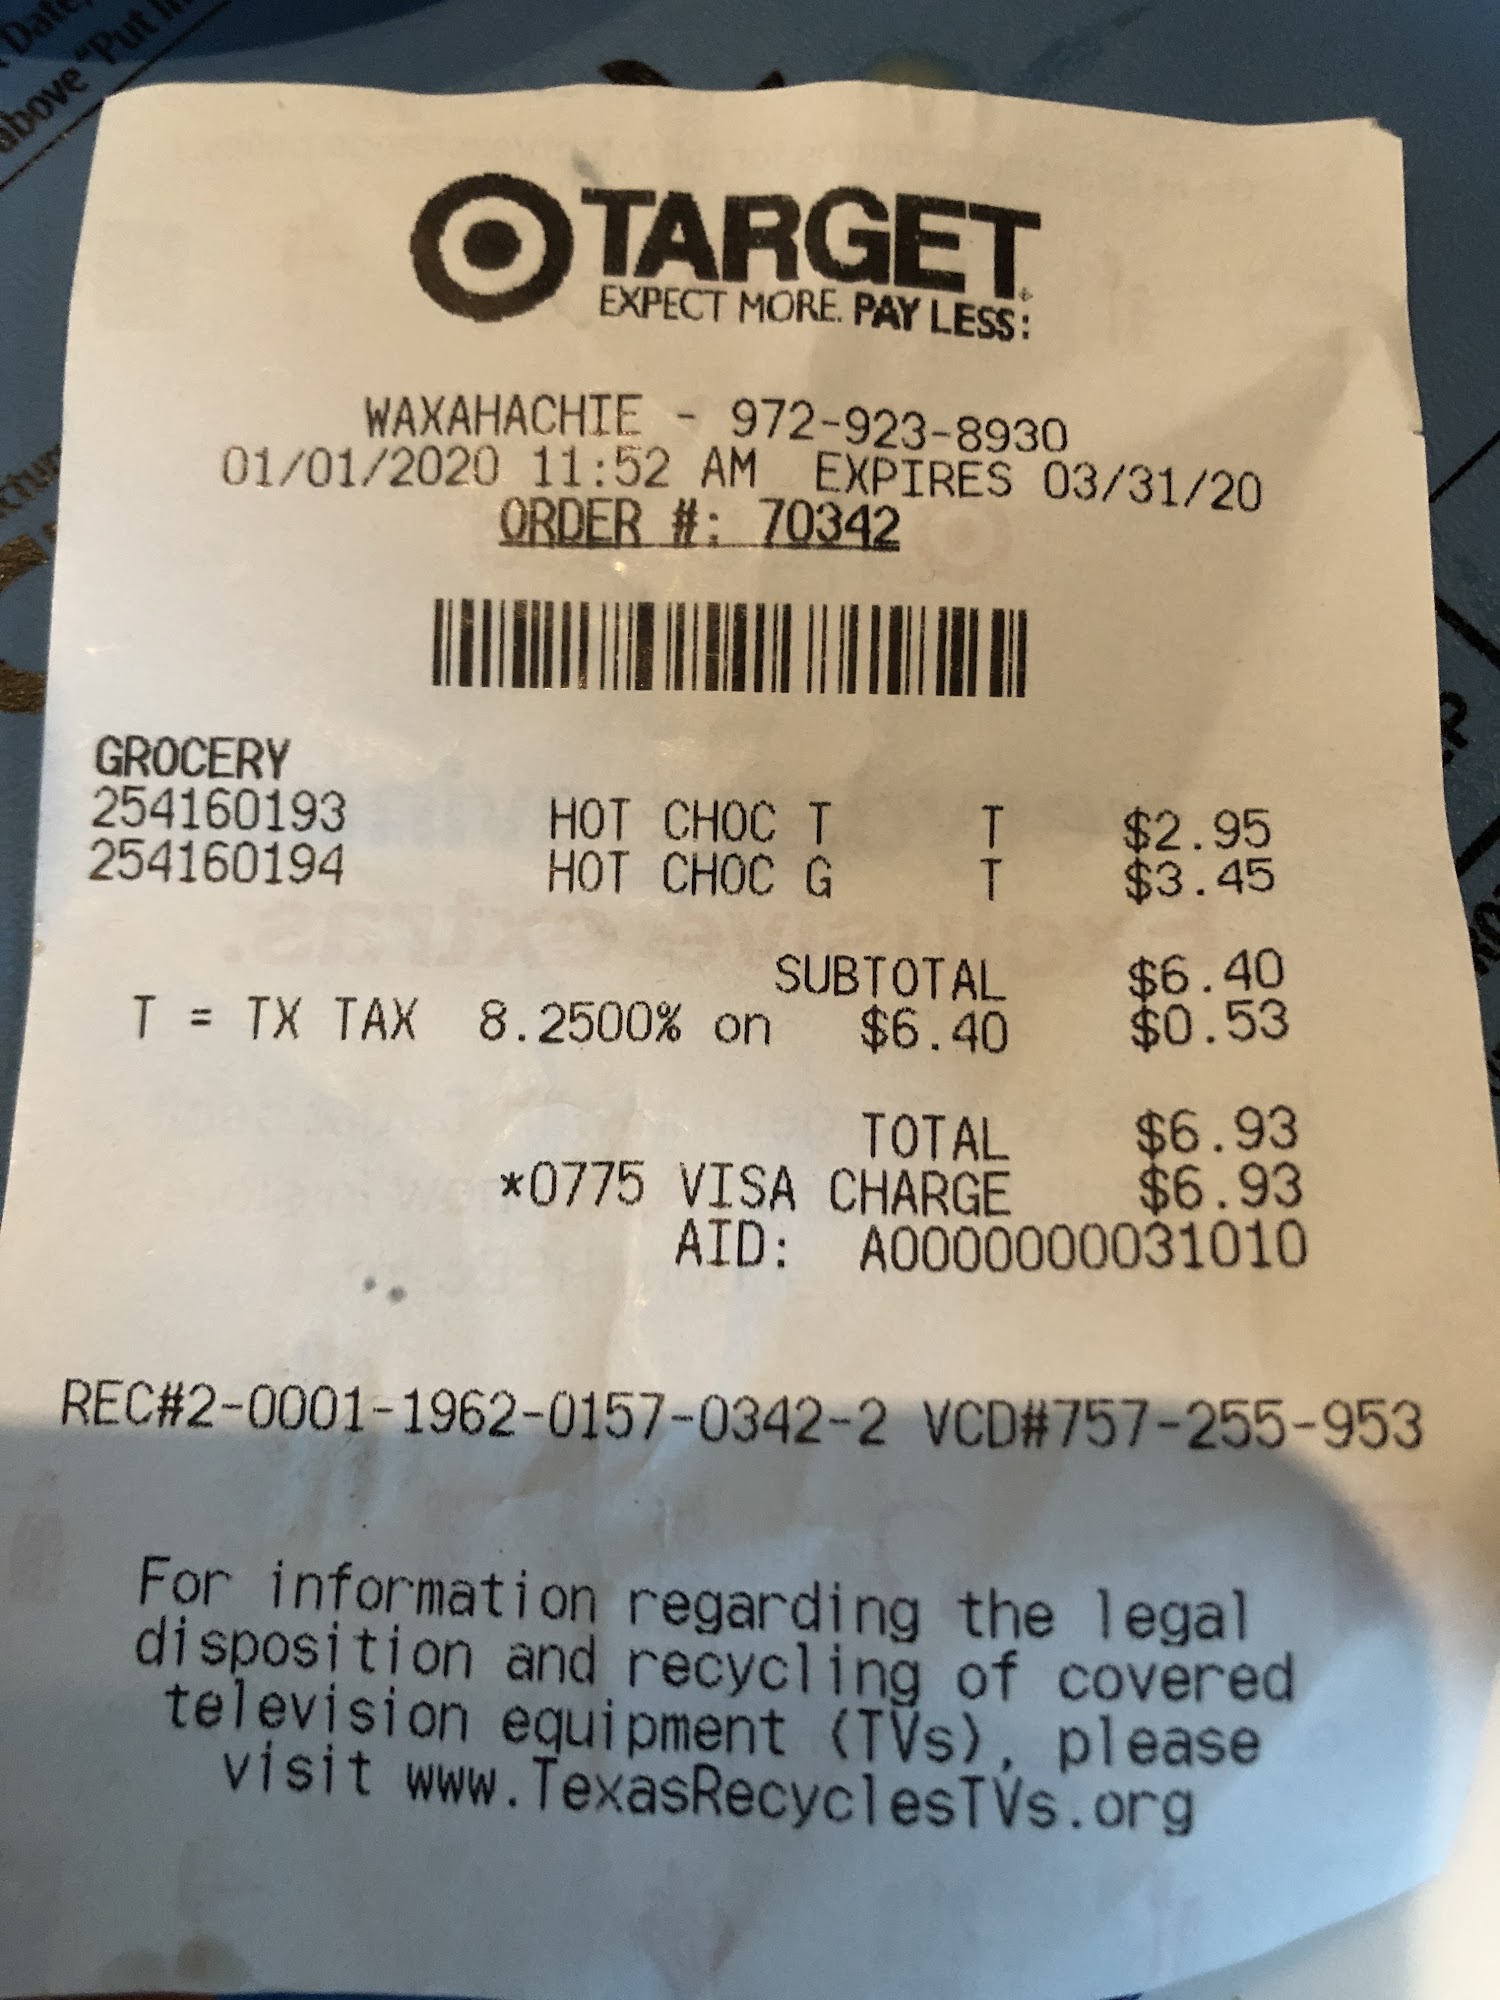 Date,
above "Put in
TARGET
EXPECT MORE. PAY LESS.
WAXAHACHIE - 972-923-8930
01/01/2020 11:52 AM EXPIRES 03/31/20
ORDER #: 70342
GROCERY
254160193 HOT CHOC T T $2.95
254160194 HOT CHOC G T $3.45
SUBTOTAL $6.40
T = TX TAX 8.2500% on $6.40 $0.53
TOTAL $6.93
*0775 VISA CHARGE $6.93
AID: A0000000031010
REC#2-0001-1962-0157-0342-2 VCD#757-255-953
For information regarding the legal
disposition and recycling of covered
television equipment (TVs), please
visit www.TexasRecyclesTVs.org